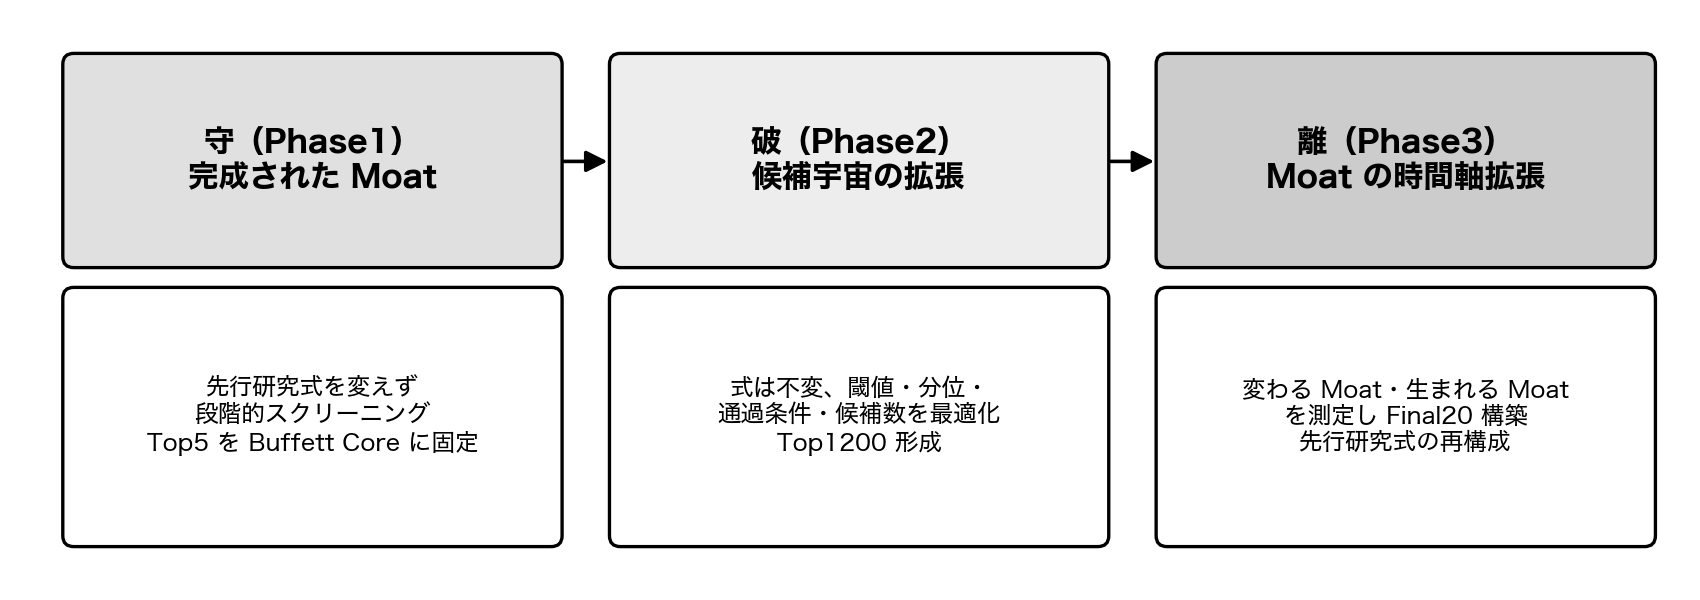 守（Phase1）
完成された Moat
破（Phase2）
候補宇宙の拡張
離（Phase3）
Moat の時間軸拡張
先行研究式を変えず
段階的スクリーニング
Top5 を Buffett Core に固定
式は不変、閾値・分位・
通過条件・候補数を最適化
Top1200 形成
変わる Moat・生まれる Moat
を測定し Final20 構築
先行研究式の再構成